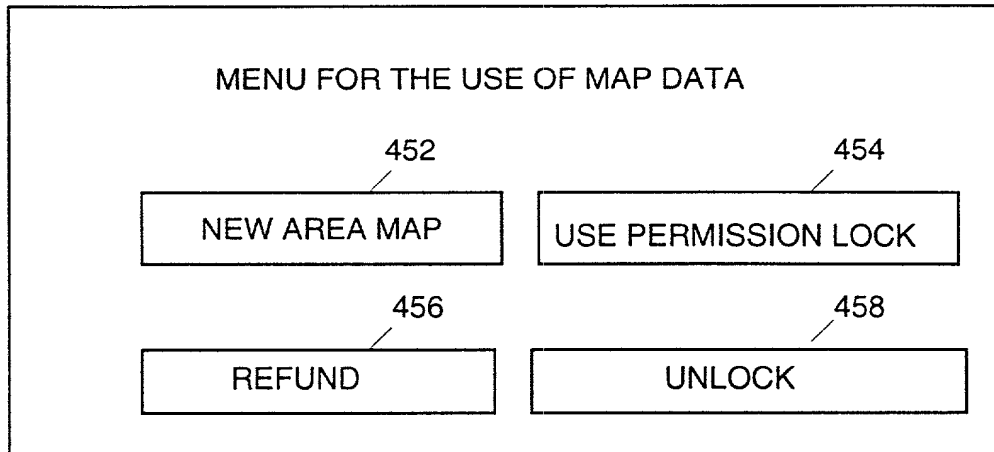 MENU FOR THE USE OF MAP DATA
452 454
NEW AREA MAP USE PERMISSION LOCK
456 458
REFUND UNLOCK